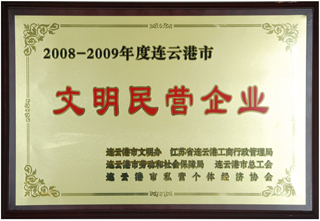 2008-2009年度连云港市
文明民营企业
连云港市文明办 江苏省连云港工商行政管理局
连云港市劳动和社会保障局 连云港市总工会
连云港市私营个体经济协会